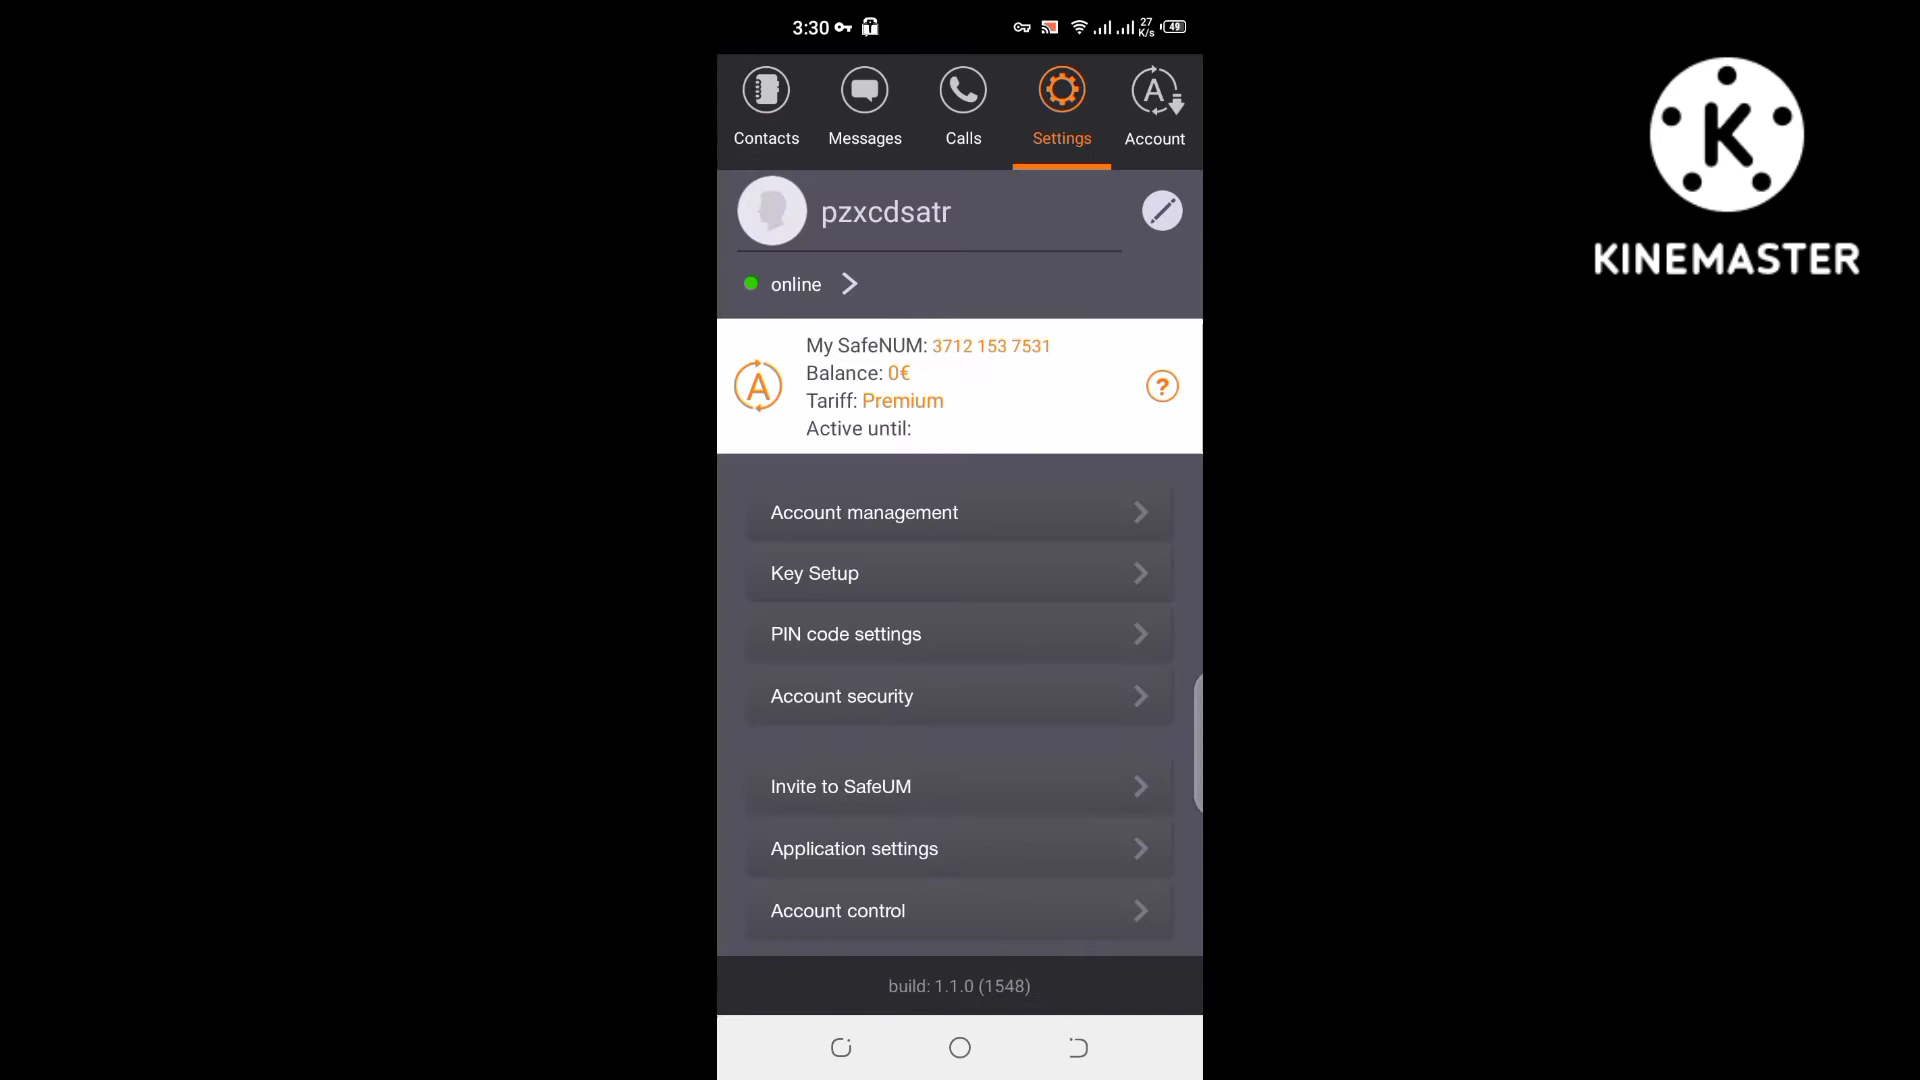 3:30
27
K/s
49
Contacts
Messages
Calls
Settings
A
Account
pzxcdsatr
online
A
My SafeNUM: 3712 153 7531
Balance: 0€
Tariff: Premium
Active until:
?
Account management
Key Setup
PIN code settings
Account security
Invite to SafeUM
Application settings
Account control
build: 1.1.0 (1548)
K
KINEMASTER